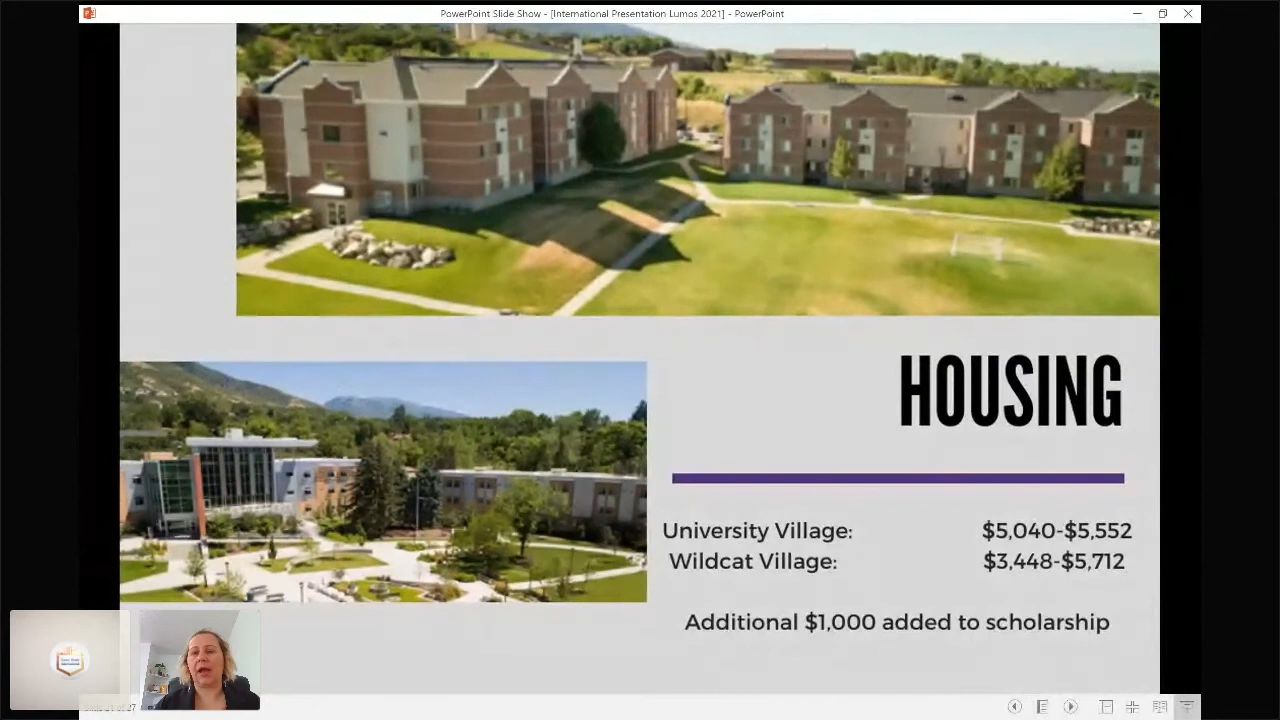 PowerPoint Slide Show - [International Presentation Lumos 2021] - PowerPoint
HOUSING
University Village: $5,040-$5,552
Wildcat Village: $3,448-$5,712
Additional $1,000 added to scholarship